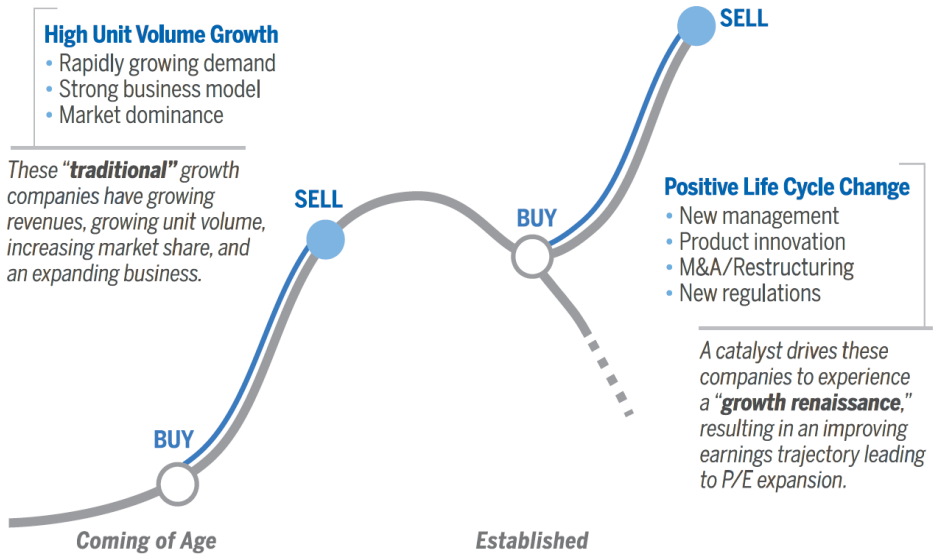 High Unit Volume Growth
• Rapidly growing demand
• Strong business model
• Market dominance
These “traditional” growth
companies have growing
revenues, growing unit volume,
increasing market share, and
an expanding business.
SELL
BUY
SELL
BUY
Positive Life Cycle Change
• New management
• Product innovation
• M&A/Restructuring
• New regulations
A catalyst drives these
companies to experience
a “growth renaissance,”
resulting in an improving
earnings trajectory leading
to P/E expansion.
Coming of Age
Established